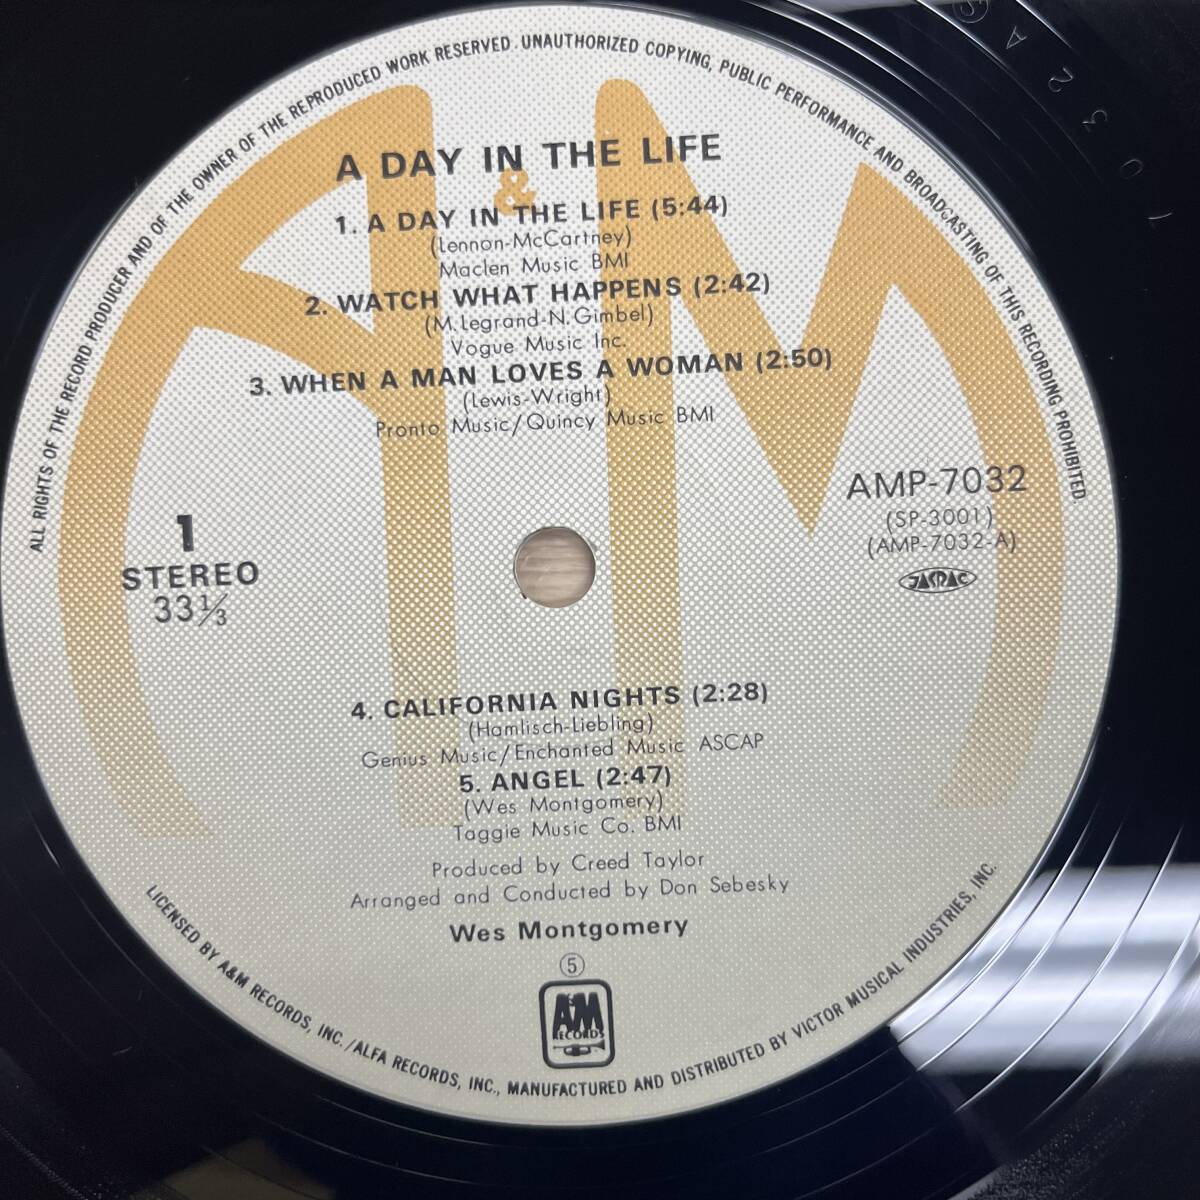 ALL RIGHTS OF THE RECORD PRODUCER AND OF THE OWNER OF THE REPRODUCED WORK RESERVED. UNAUTHORIZED COPYING, PUBLIC PERFORMANCE AND BROADCASTING OF THIS RECORDING PROHIBITED.
A DAY IN THE LIFE
&
1. A DAY IN THE LIFE (5:44)
(Lennon-McCartney)
Maclen Music BMI
2. WATCH WHAT HAPPENS (2:42)
(M.Legrand-N.Gimbel)
Vogue Music Inc.
3. WHEN A MAN LOVES A WOMAN (2:50)
(Lewis-Wright)
Pronto Music/Quincy Music BMI
AMP-7032
(SP-3001)
(AMP-7032-A)
JASRAC
1
STEREO
33⅓
4. CALIFORNIA NIGHTS (2:28)
(Hamlisch-Liebling)
Genius Music/Enchanted Music ASCAP
5. ANGEL (2:47)
(Wes Montgomery)
Taggie Music Co. BMI
Produced by Creed Taylor
Arranged and Conducted by Don Sebesky
Wes Montgomery
⑤
A&M
RECORDS
LICENSED BY A&M RECORDS, INC./ALFA RECORDS, INC., MANUFACTURED AND DISTRIBUTED BY VICTOR MUSICAL INDUSTRIES, INC.